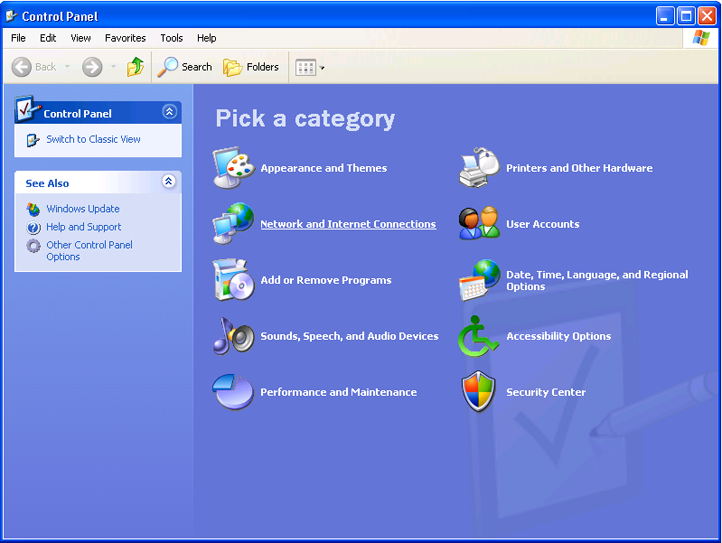 Control Panel
File Edit View Favorites Tools Help
Back Search Folders
Control Panel
Switch to Classic View
See Also
Windows Update
Help and Support
Other Control Panel
Options
Pick a category
Appearance and Themes
Printers and Other Hardware
Network and Internet Connections
User Accounts
Add or Remove Programs
Date, Time, Language, and Regional
Options
Sounds, Speech, and Audio Devices
Accessibility Options
Performance and Maintenance
Security Center